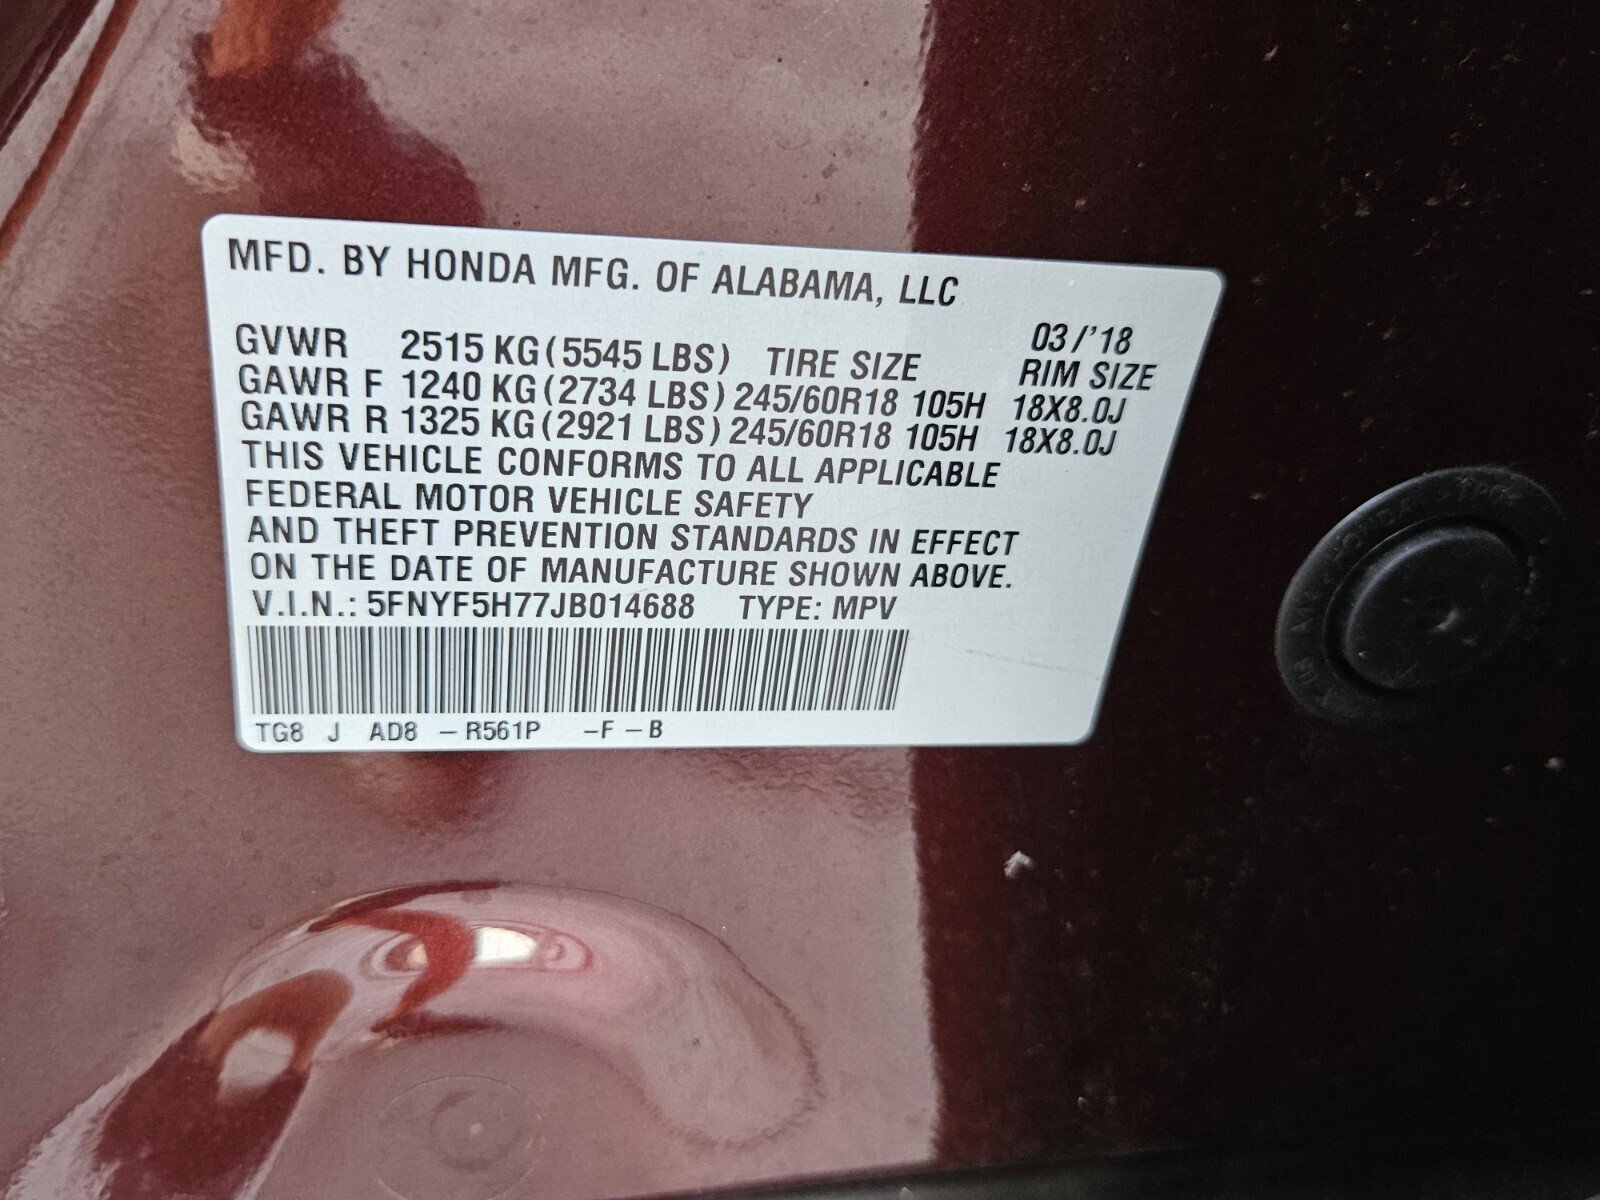 MFD. BY HONDA MFG. OF ALABAMA, LLC
03/'18
GVWR 2515 KG(5545 LBS) TIRE SIZE RIM SIZE
GAWR F 1240 KG(2734 LBS) 245/60R18 105H 18X8.0J
GAWR R 1325 KG(2921 LBS) 245/60R18 105H 18X8.0J
THIS VEHICLE CONFORMS TO ALL APPLICABLE
FEDERAL MOTOR VEHICLE SAFETY
AND THEFT PREVENTION STANDARDS IN EFFECT
ON THE DATE OF MANUFACTURE SHOWN ABOVE.
V.I.N.: 5FNYF5H77JB014688 TYPE: MPV
TG8 J AD8 –R561P –F –B
HONDA